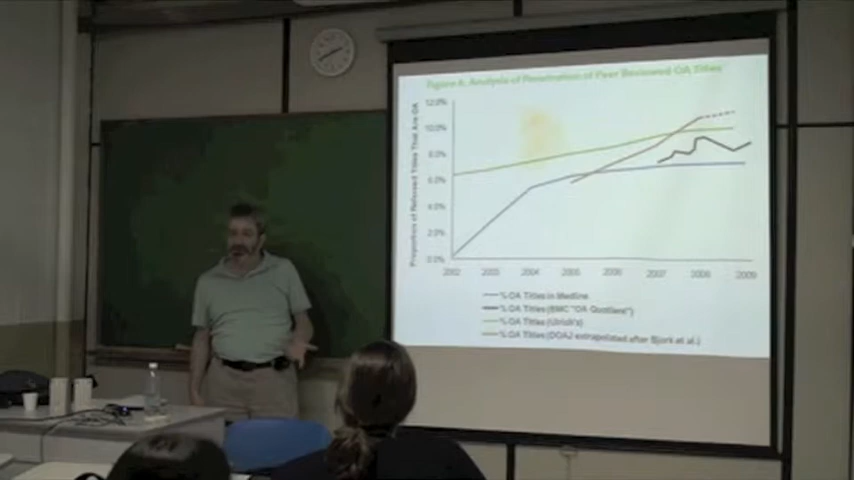 Figure 6. Analysis of Penetration of Peer Reviewed OA Titles
Proportion of Reviewed Titles That Are OA
12.0%
10.0%
8.0%
6.0%
4.0%
2.0%
0.0%
2002 2003 2004 2005 2006 2007 2008 2009
% OA Titles in Medline
% OA Titles (BMC "OA Quotient")
% OA Titles (Ulrich's)
% OA Titles (DOAJ extrapolated after Bjork et al.)